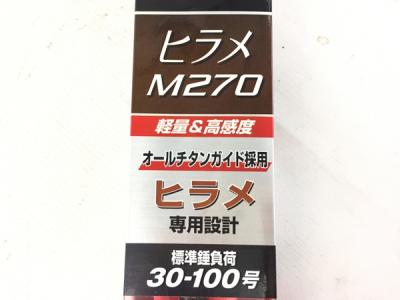 ヒラメ
M270
軽量&高感度
オールチタンガイド採用
ヒラメ
専用設計
標準錘負荷
30-100号